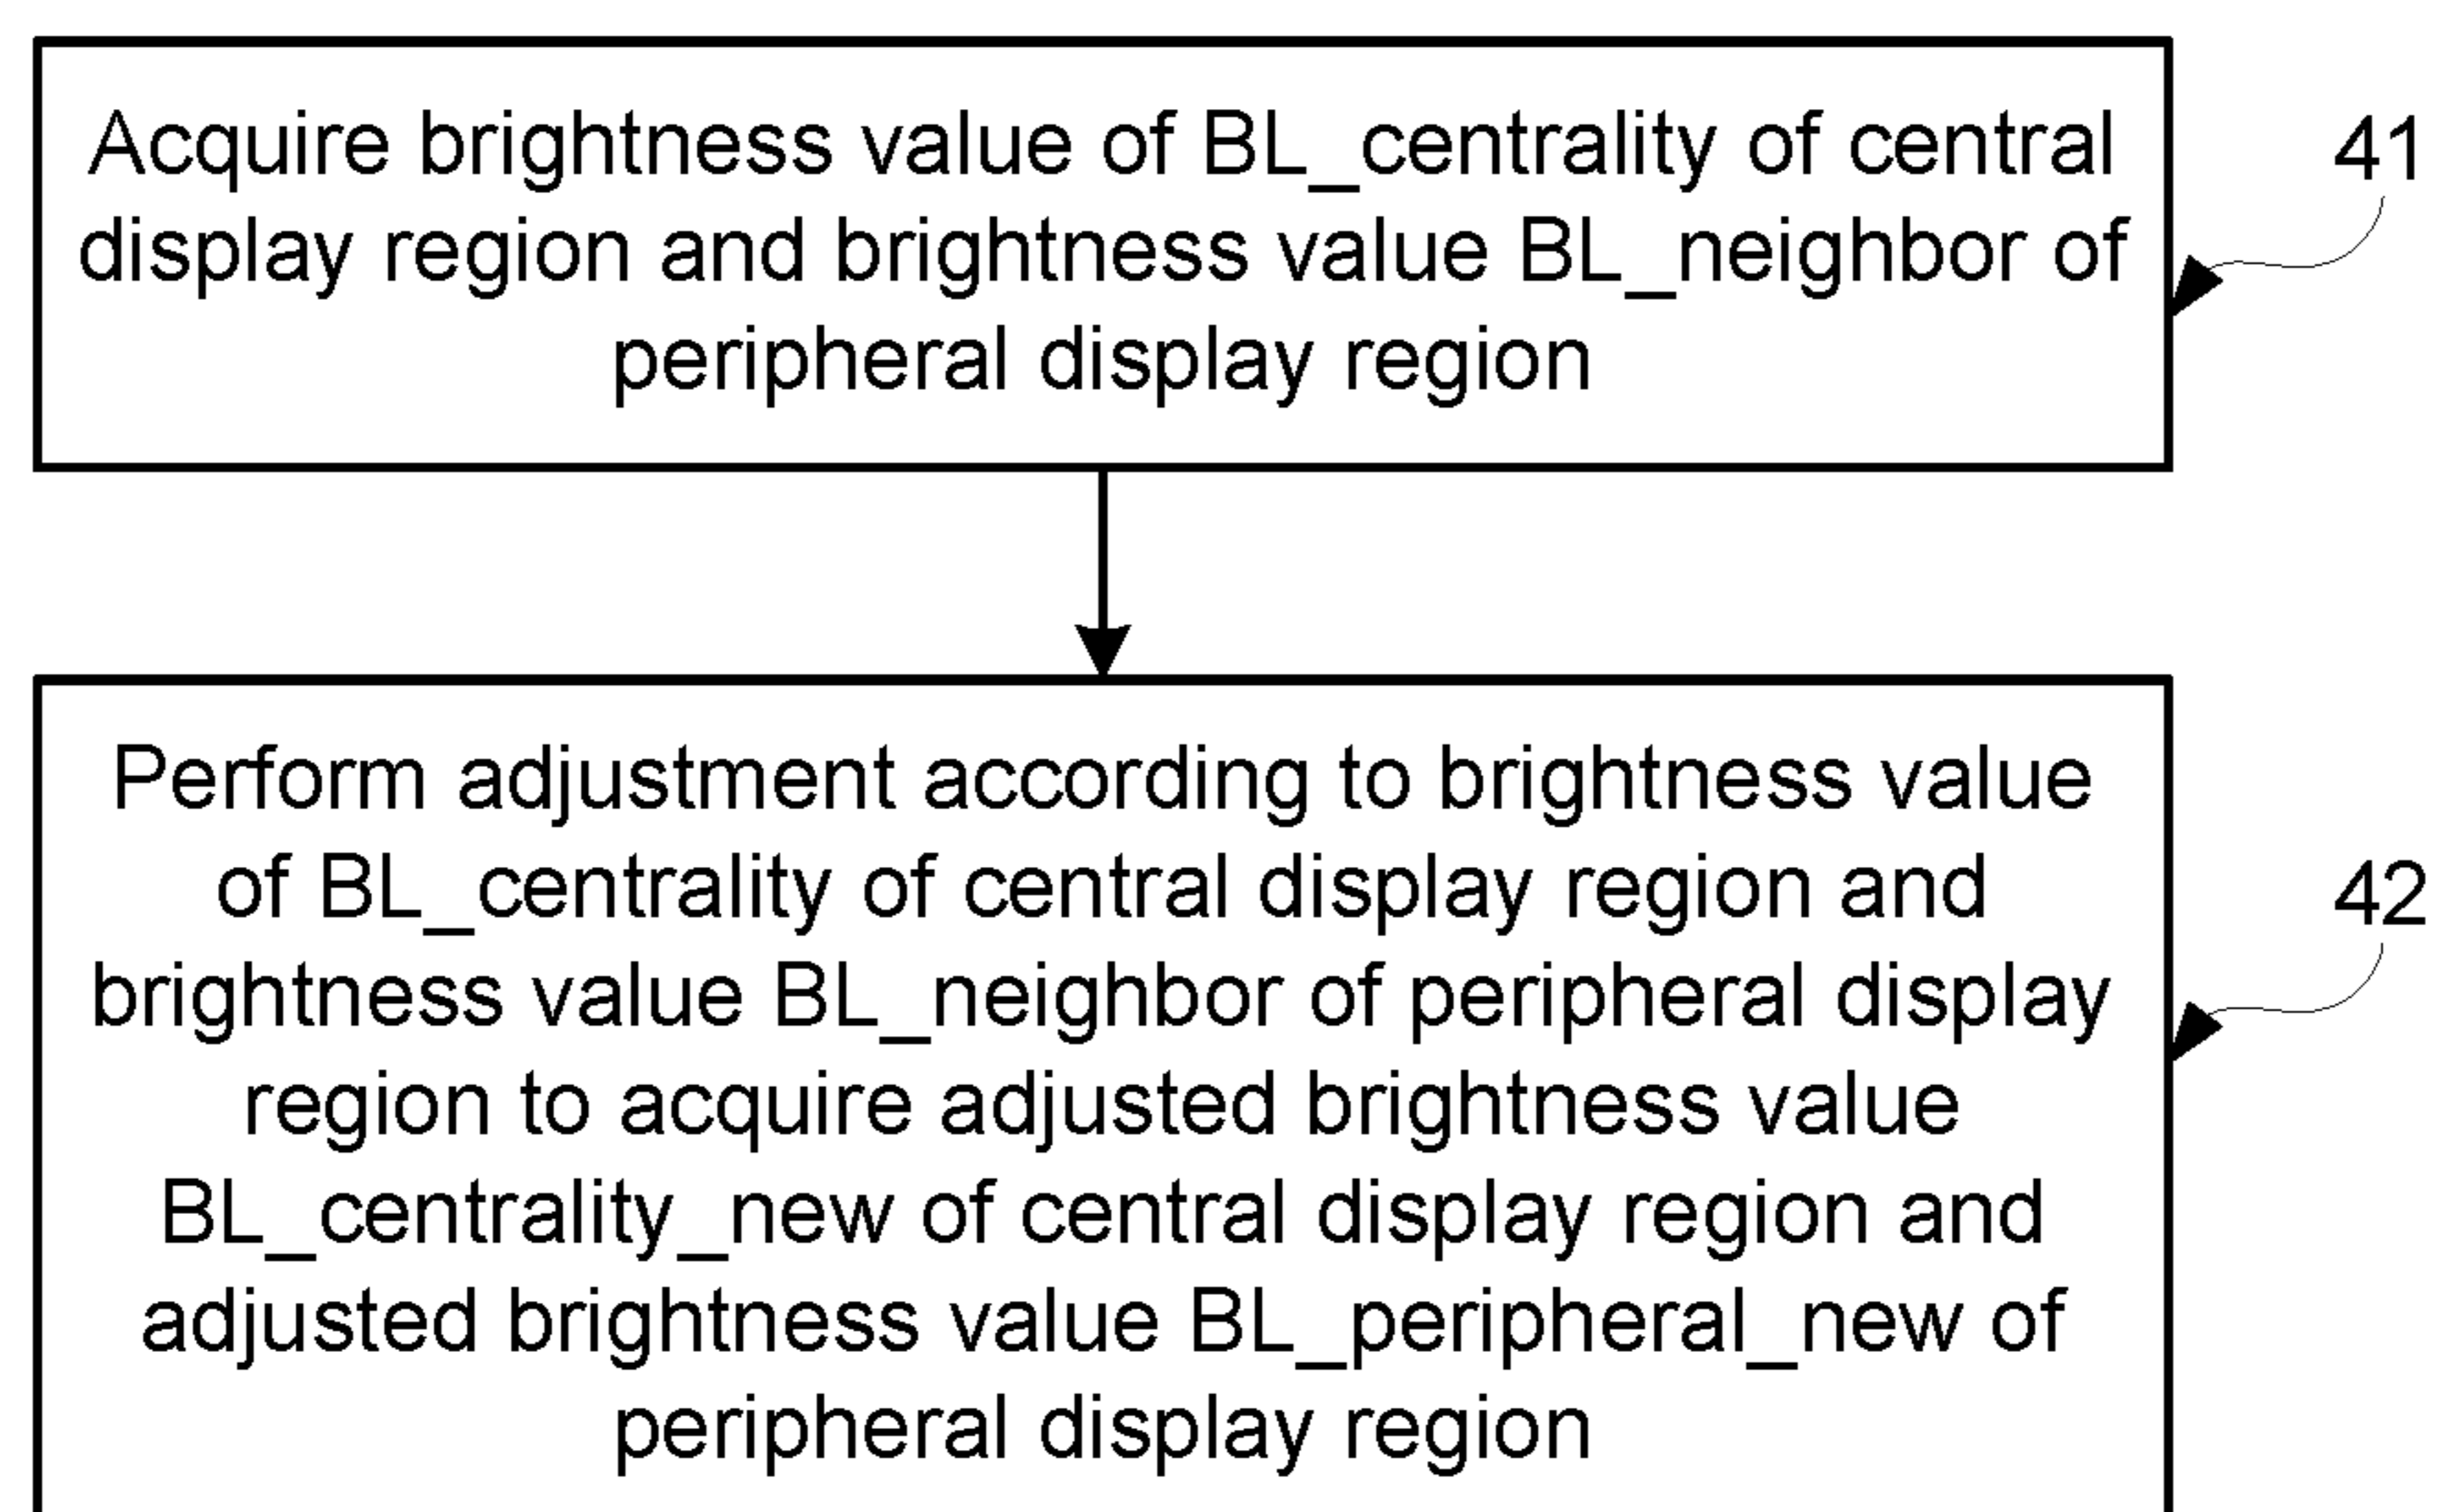 Acquire brightness value of BL_centrality of central
display region and brightness value BL_neighbor of
peripheral display region
41
Perform adjustment according to brightness value
of BL_centrality of central display region and
brightness value BL_neighbor of peripheral display
region to acquire adjusted brightness value
BL_centrality_new of central display region and
adjusted brightness value BL_peripheral_new of
peripheral display region
42